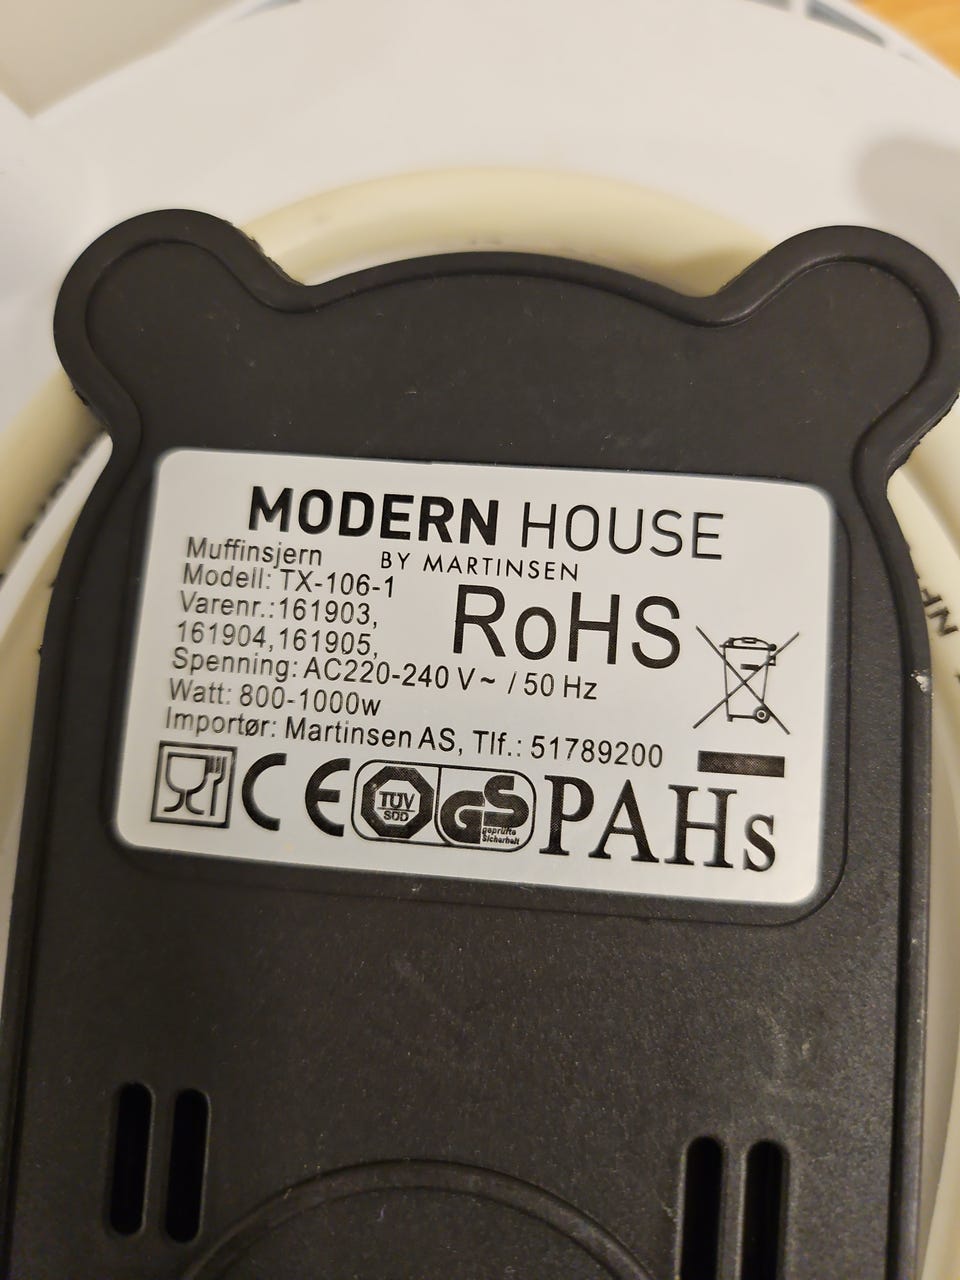 MODERN HOUSE
BY MARTINSEN
Muffinsjern
Modell: TX-106-1
Varenr.:161903,
161904,161905,
RoHS
Spenning: AC220-240 V~ / 50 Hz
Watt: 800-1000w
Importør: Martinsen AS, Tlf.: 51789200
CE
TÜV
SÜD
GS
geprüfte
Sicherheit
PAHs